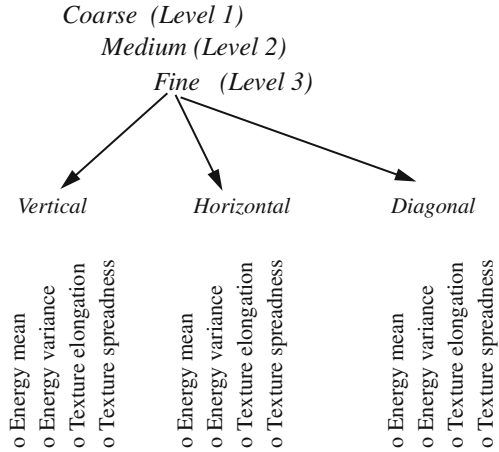 Coarse (Level 1)
Medium (Level 2)
Fine (Level 3)
Vertical
Horizontal
Diagonal
o Energy mean
o Energy variance
o Texture elongation
o Texture spreadness
o Energy mean
o Energy variance
o Texture elongation
o Texture spreadness
o Energy mean
o Energy variance
o Texture elongation
o Texture spreadness